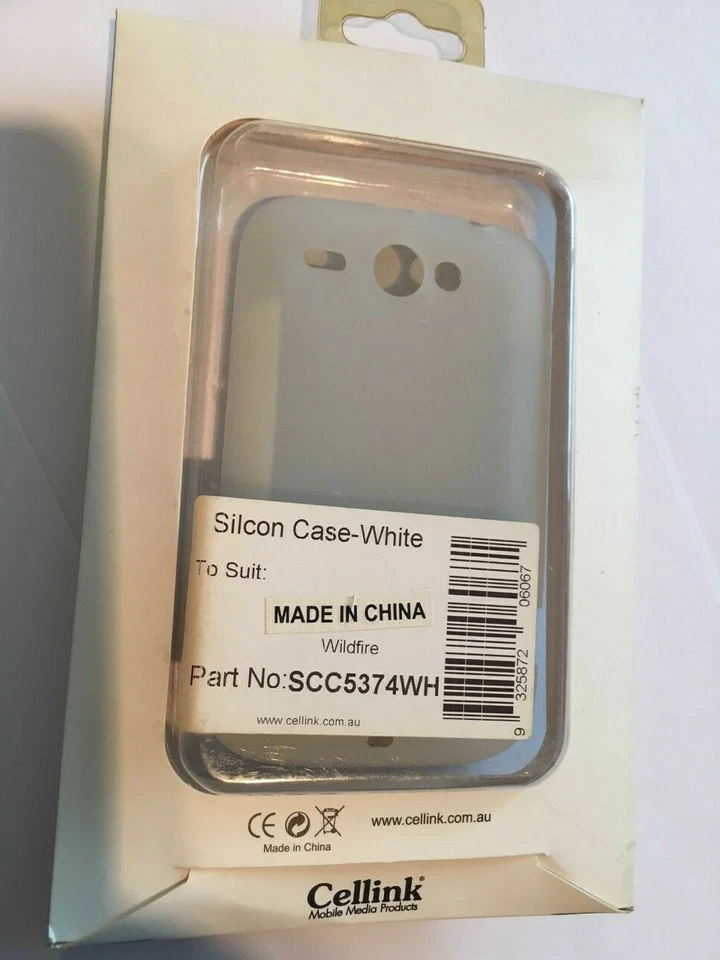 Silcon Case-White
To Suit:
MADE IN CHINA
Wildfire
Part No:SCC5374WH
www.cellink.com.au
9 325872 06067
CE www.cellink.com.au
Made in China
Cellink®
Mobile Media Products